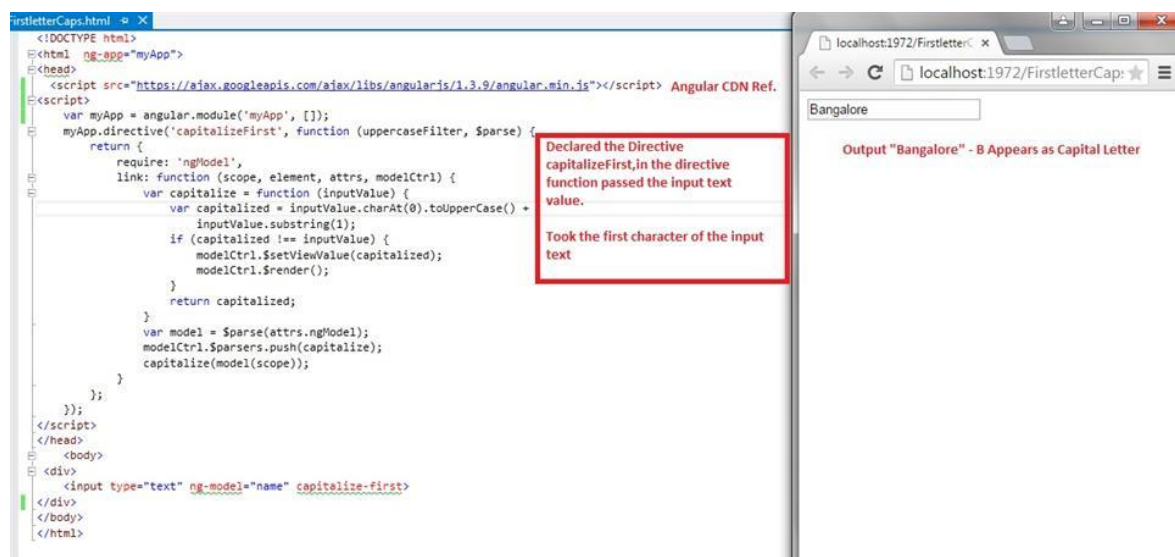 FirstletterCaps.html
<!DOCTYPE html>
<html ng-app="myApp">
<head>
<script src="https://ajax.googleapis.com/ajax/libs/angularjs/1.3.9/angular.min.js"></script> Angular CDN Ref.
<script>
var myApp = angular.module('myApp', []);
myApp.directive('capitalizeFirst', function (uppercaseFilter, $parse) {
return {
require: 'ngModel',
link: function (scope, element, attrs, modelCtrl) {
var capitalize = function (inputValue) {
var capitalized = inputValue.charAt(0).toUpperCase() +
inputValue.substring(1);
if (capitalized !== inputValue) {
modelCtrl.$setViewValue(capitalized);
modelCtrl.$render();
}
return capitalized;
}
var model = $parse(attrs.ngModel);
modelCtrl.$parsers.push(capitalize);
capitalize(model(scope));
}
};
});
</script>
</head>
<body>
<div>
<input type="text" ng-model="name" capitalize-first>
</div>
</body>
</html>
Declared the Directive
capitalizeFirst,in the directive
function passed the input text
value.
Took the first character of the input
text
localhost:1972/Firstletter
localhost:1972/FirstletterCap
Bangalore
Output "Bangalore" - B Appears as Capital Letter